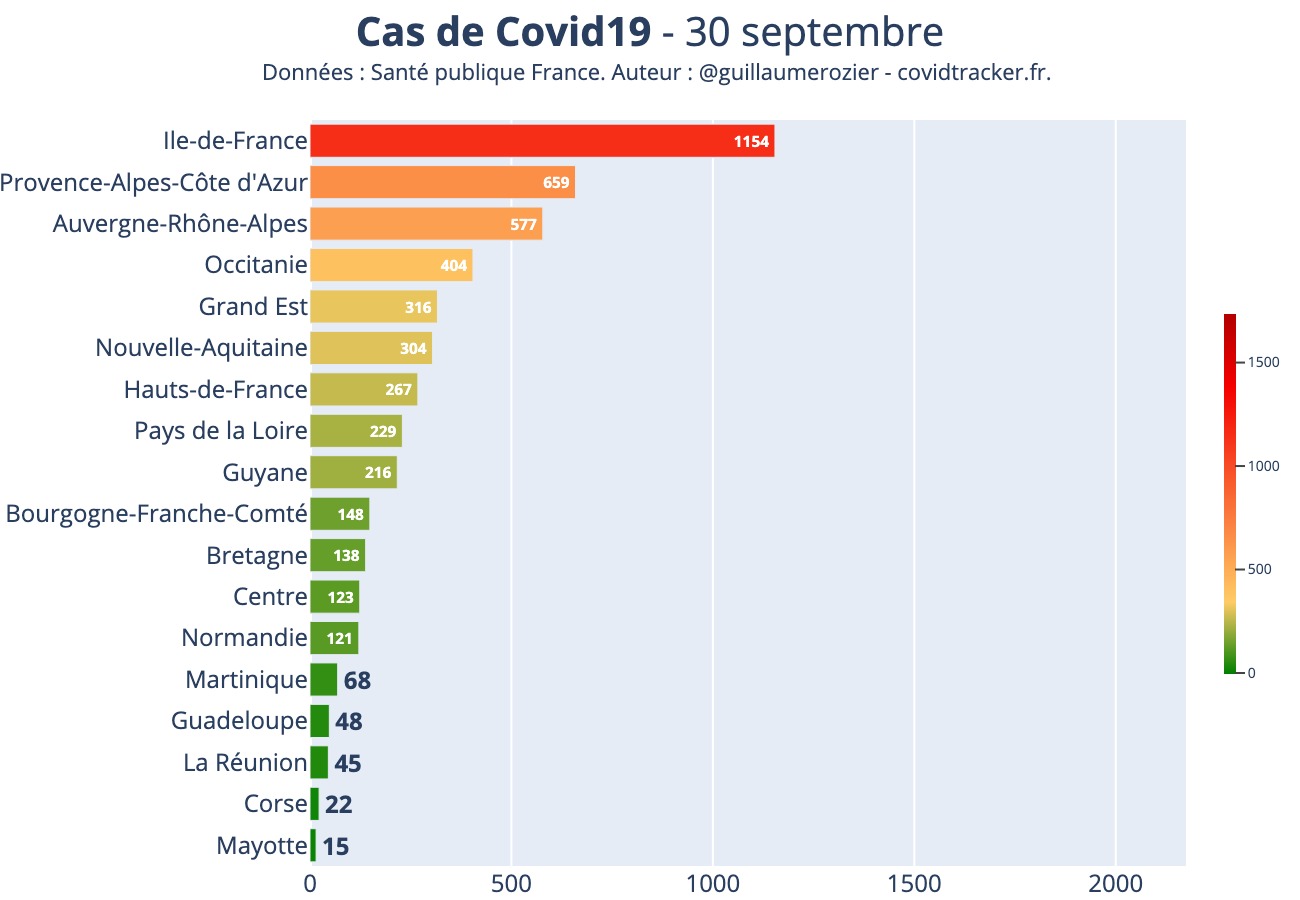 Cas de Covid19 - 30 septembre
Données : Santé publique France. Auteur : @guillaumerozier - covidtracker.fr.
Ile-de-France 1154
Provence-Alpes-Côte d'Azur 659
Auvergne-Rhône-Alpes 577
Occitanie 404
Grand Est 316
Nouvelle-Aquitaine 304
Hauts-de-France 267
Pays de la Loire 229
Guyane 216
Bourgogne-Franche-Comté 148
Bretagne 138
Centre 123
Normandie 121
Martinique 68
Guadeloupe 48
La Réunion 45
Corse 22
Mayotte 15
0 500 1000 1500 2000
1500
1000
500
0